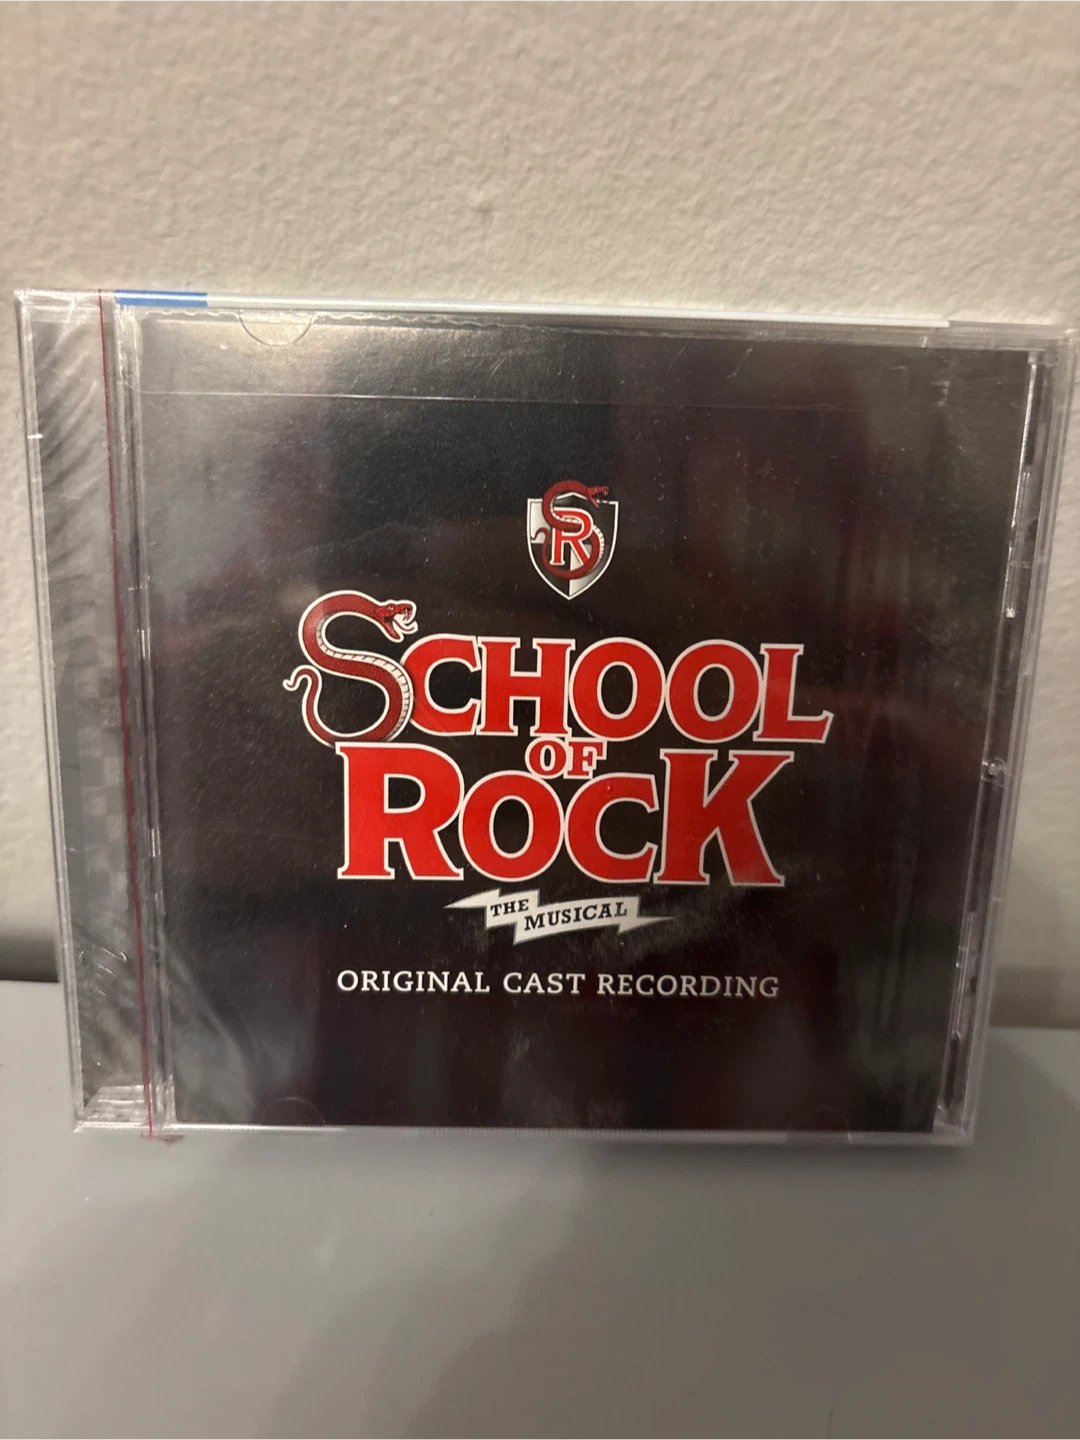 SR
SCHOOL
OF
ROCK
THE
MUSICAL
ORIGINAL CAST RECORDING